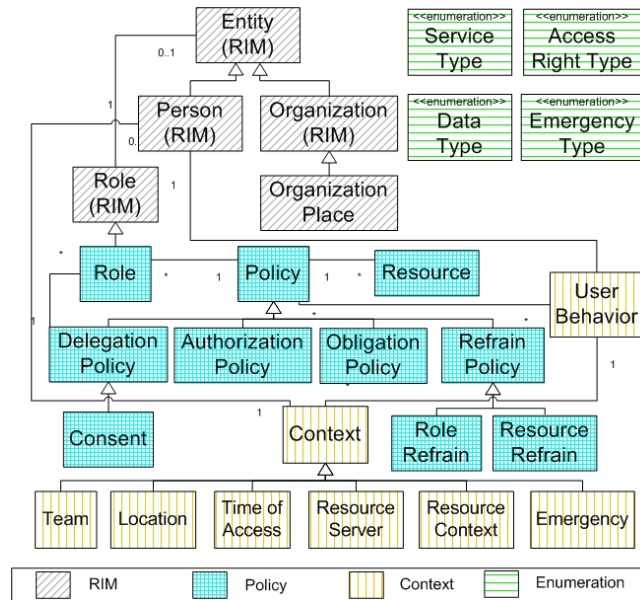 Entity
(RIM)
<<enumeration>>
Service
Type
<<enumeration>>
Access
Right Type
0..1
1
Person
(RIM)
Organization
(RIM)
<<enumeration>>
Data
Type
<<enumeration>>
Emergency
Type
0..
Role
(RIM)
1
Organization
Place
*
Role
*
1
Policy
1
*
Resource
User
Behavior
1
*
*
Delegation
Policy
Authorization
Policy
Obligation
Policy
Refrain
Policy
1
*
Consent
1
Context
Role
Refrain
Resource
Refrain
Team
Location
Time of
Access
Resource
Server
Resource
Context
Emergency
RIM
Policy
Context
Enumeration